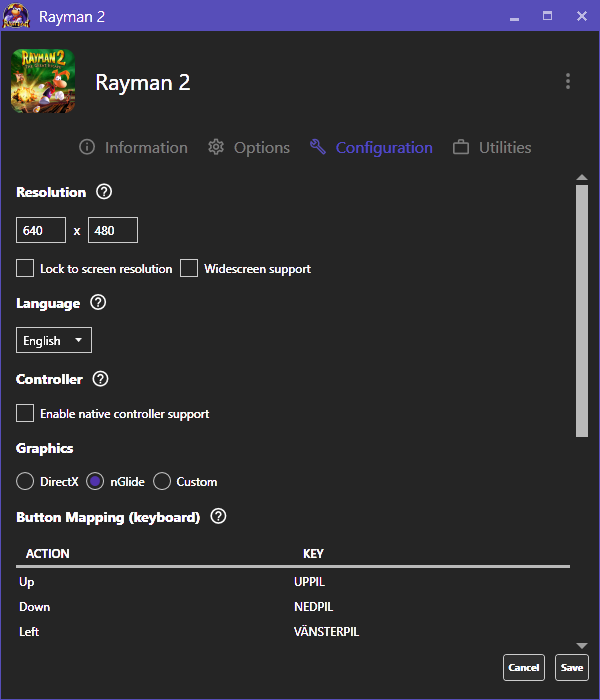 Rayman 2
RAYMAN 2
Rayman 2
Information Options Configuration Utilities
Resolution
640 x 480
Lock to screen resolution Widescreen support
Language
English
Controller
Enable native controller support
Graphics
DirectX nGlide Custom
Button Mapping (keyboard)
ACTION KEY
Up UPPIL
Down NEDPIL
Left VÄNSTERPIL
Cancel Save